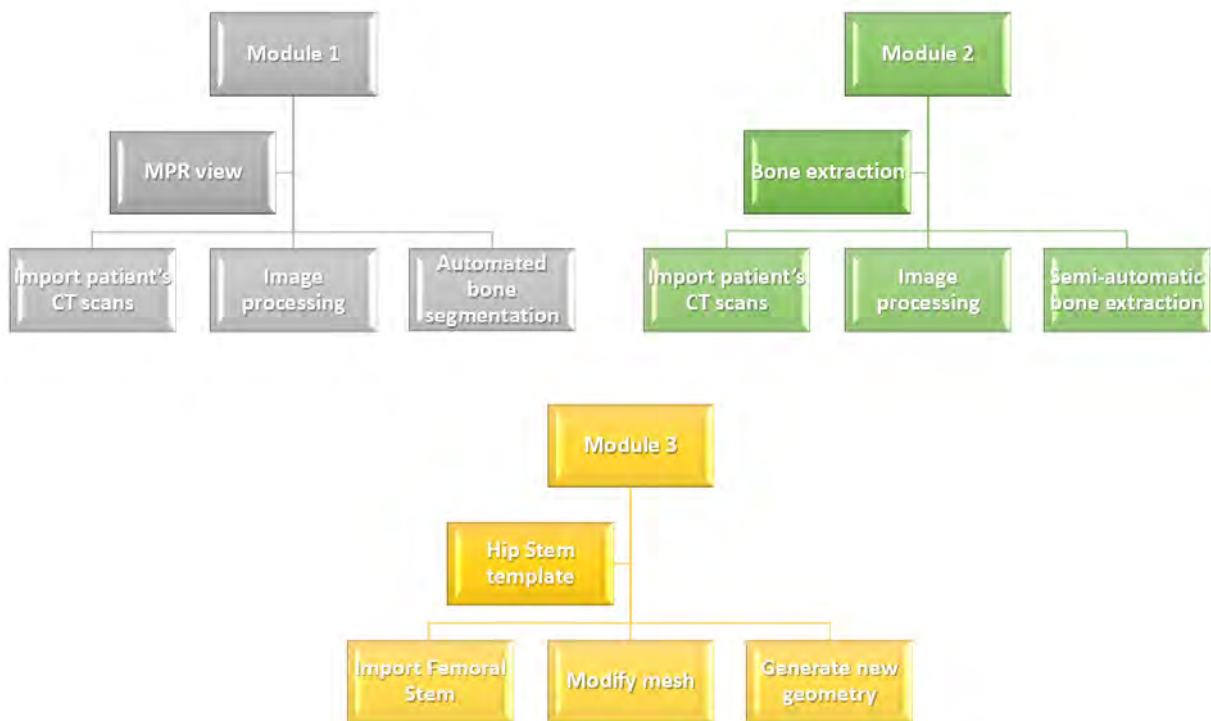 Module 1
MPR view
Import patient's
CT scans
Image
processing
Automated
bone
segmentation
Module 2
Bone extraction
Import patient's
CT scans
Image
processing
Semi-automatic
bone extraction
Module 3
Hip Stem
template
Import Femoral
Stem
Modify mesh
Generate new
geometry